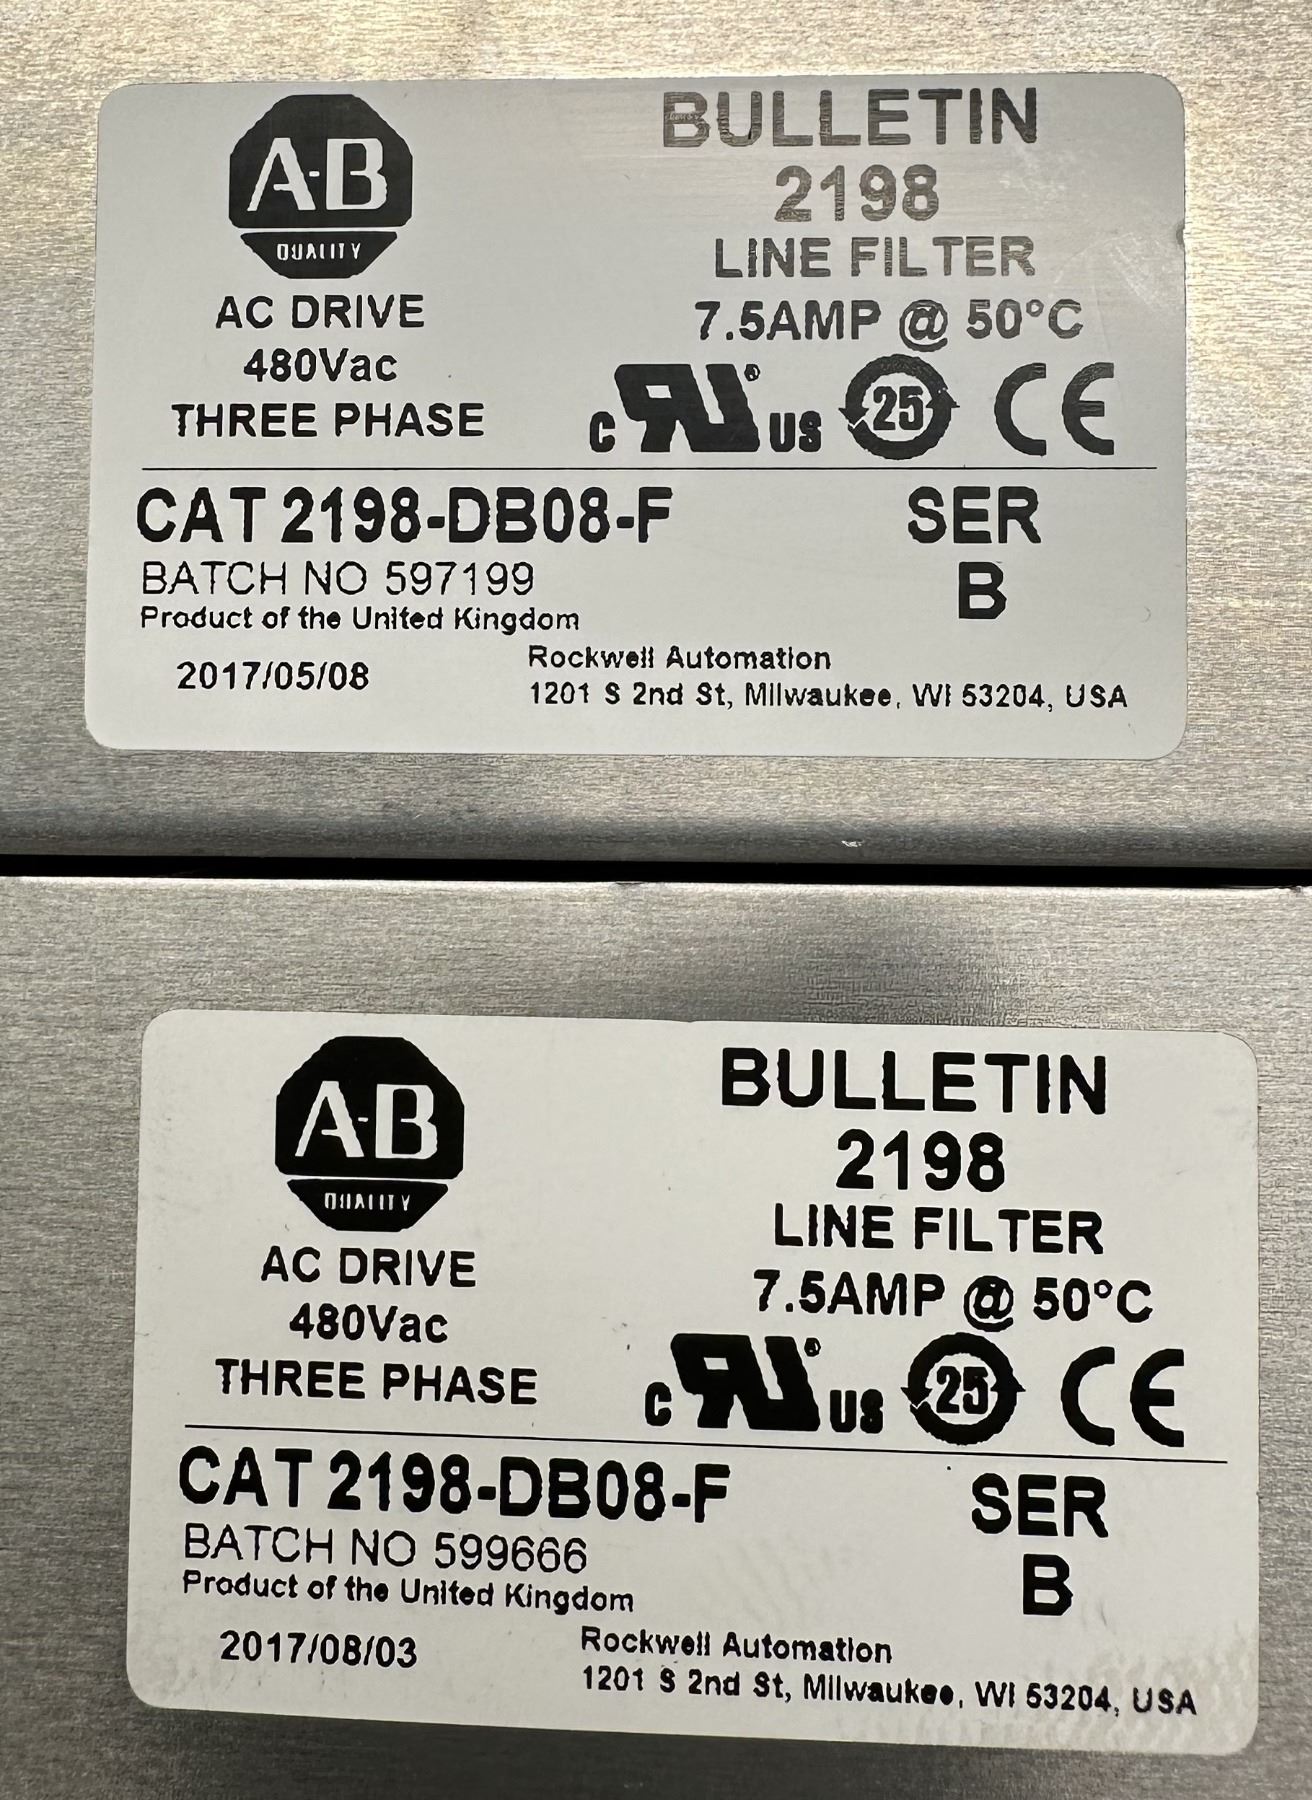 A-B
QUALITY
AC DRIVE
480Vac
THREE PHASE
BULLETIN
2198
LINE FILTER
7.5AMP @ 50°C
c RU® US 25 CE
CAT 2198-DB08-F
SER
B
BATCH NO 597199
Product of the United Kingdom
2017/05/08
Rockwell Automation
1201 S 2nd St, Milwaukee, WI 53204, USA
A-B
QUALITY
AC DRIVE
480Vac
THREE PHASE
BULLETIN
2198
LINE FILTER
7.5AMP @ 50°C
c RU® US 25 CE
CAT 2198-DB08-F
SER
B
BATCH NO 599666
Product of the United Kingdom
2017/08/03
Rockwell Automation
1201 S 2nd St, Milwaukee, WI 53204, USA